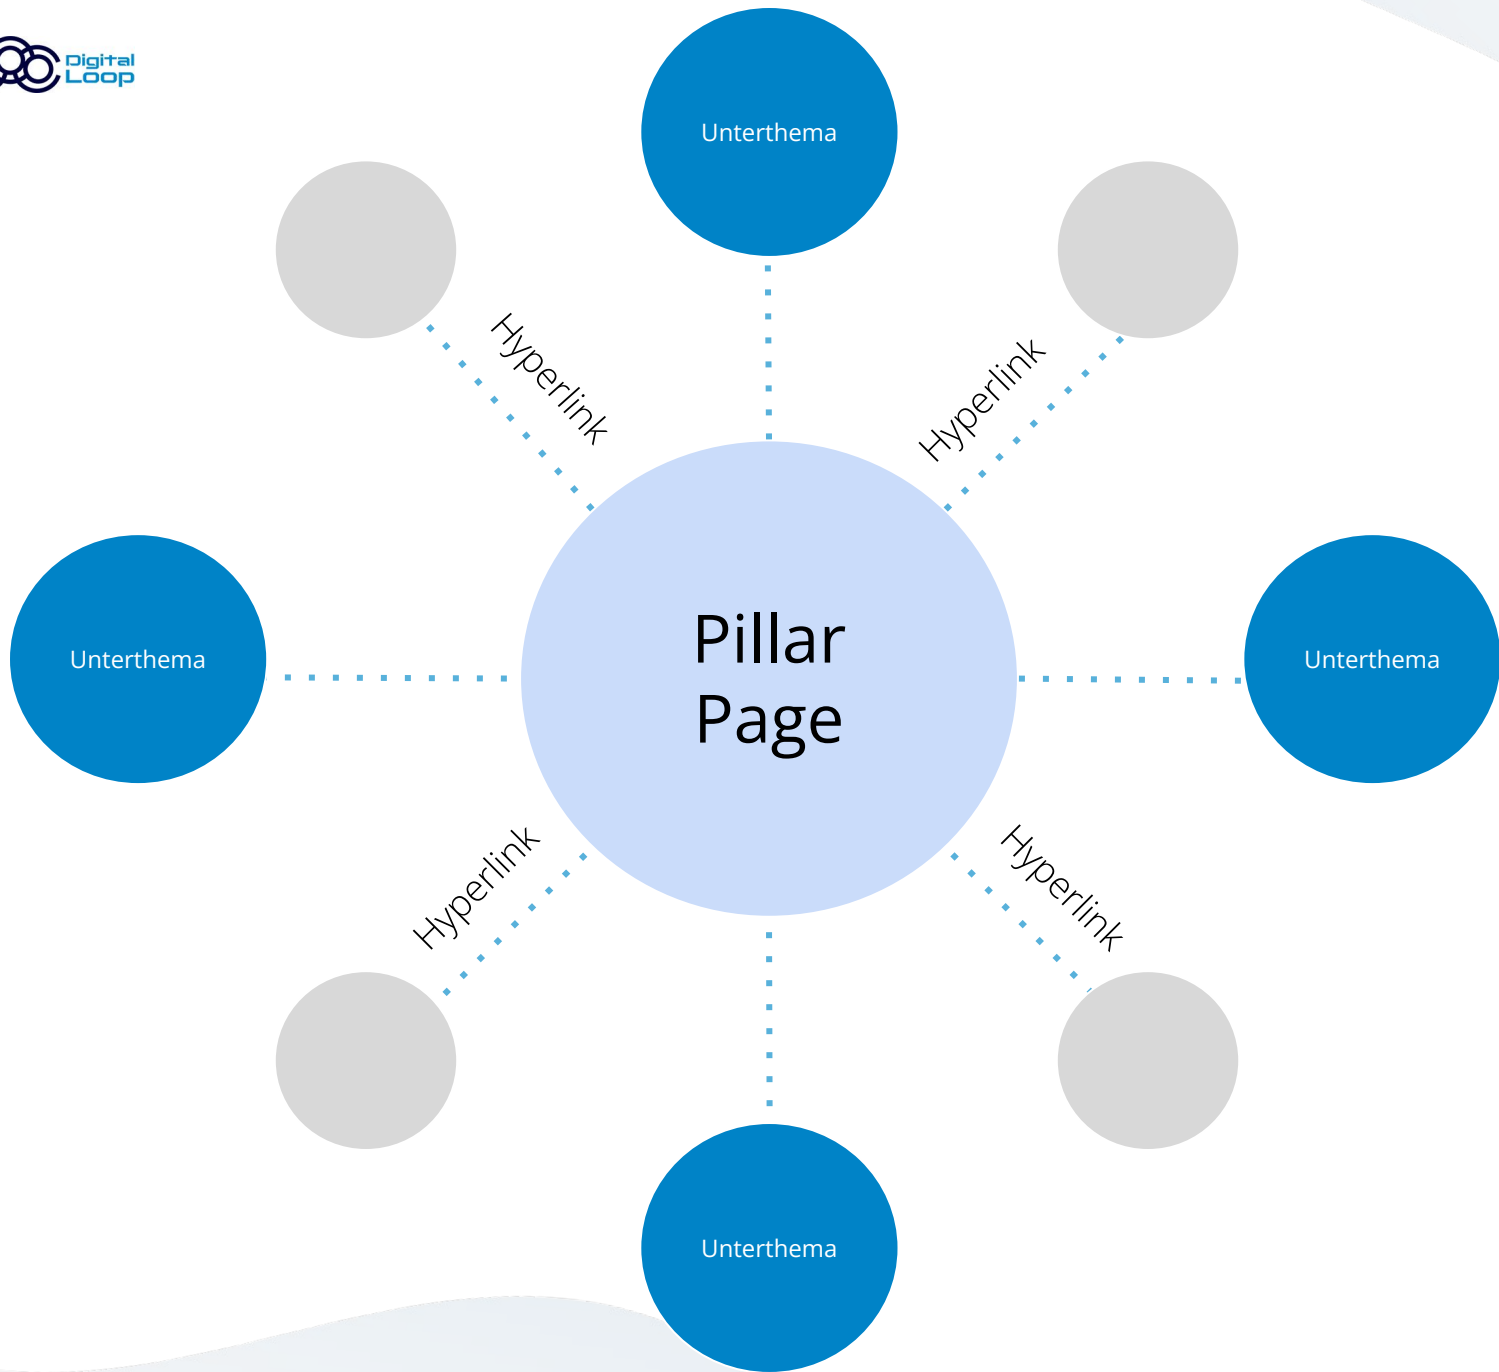 Digital
Loop
Unterthema
Hyperlink
Hyperlink
Unterthema
Pillar
Page
Unterthema
Hyperlink
Hyperlink
Unterthema